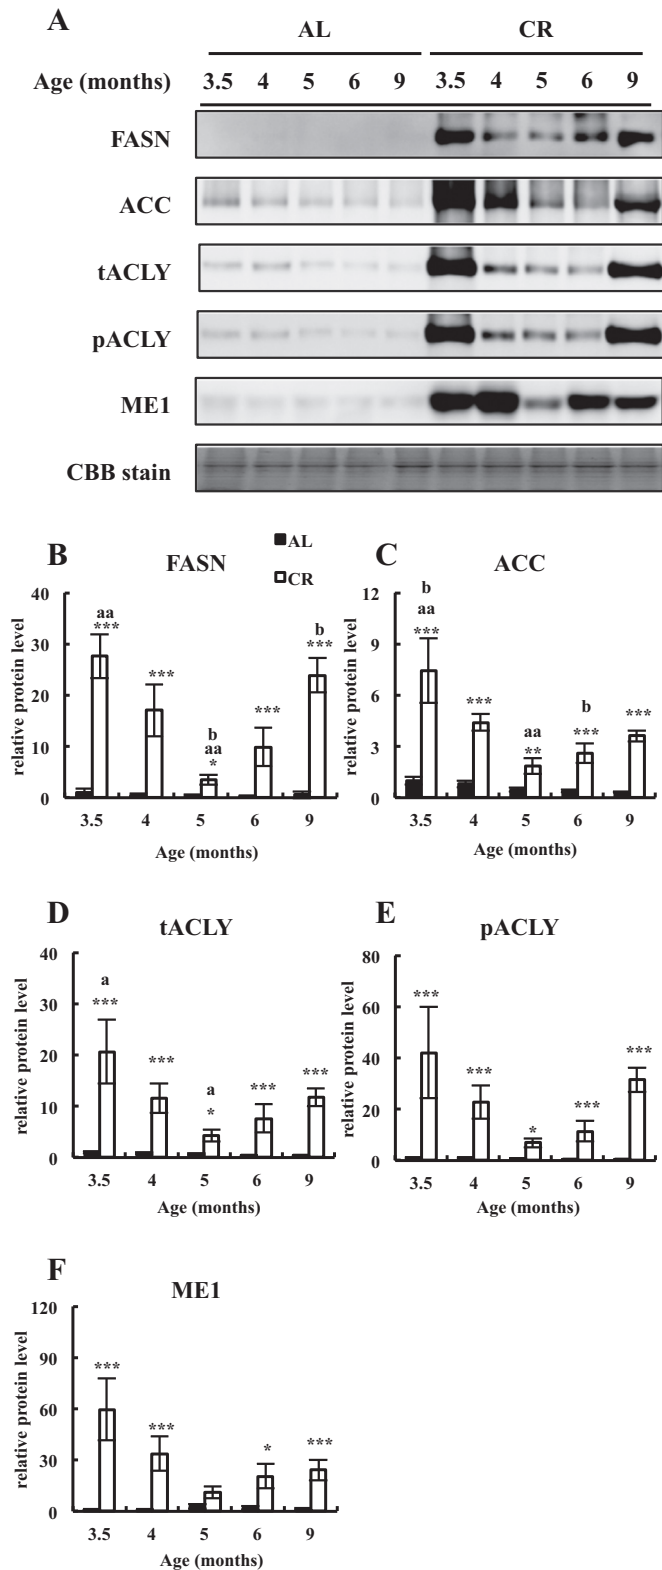 A
AL CR
Age (months) 3.5 4 5 6 9 3.5 4 5 6 9
FASN
ACC
tACLY
pACLY
ME1
CBB stain
B
FASN
AL
CR
relative protein level
40
30
20
10
0
aa
***
***
b
aa
*
***
b
***
3.5 4 5 6 9
Age (months)
C
ACC
relative protein level
12
9
6
3
0
b
aa
***
***
aa
**
b
***
***
3.5 4 5 6 9
Age (months)
D
tACLY
relative protein level
40
30
20
10
0
a
***
***
a
*
***
***
3.5 4 5 6 9
Age (months)
E
pACLY
relative protein level
80
60
40
20
0
***
***
*
***
***
3.5 4 5 6 9
Age (months)
F
ME1
relative protein level
120
90
60
30
0
***
***
*
***
3.5 4 5 6 9
Age (months)